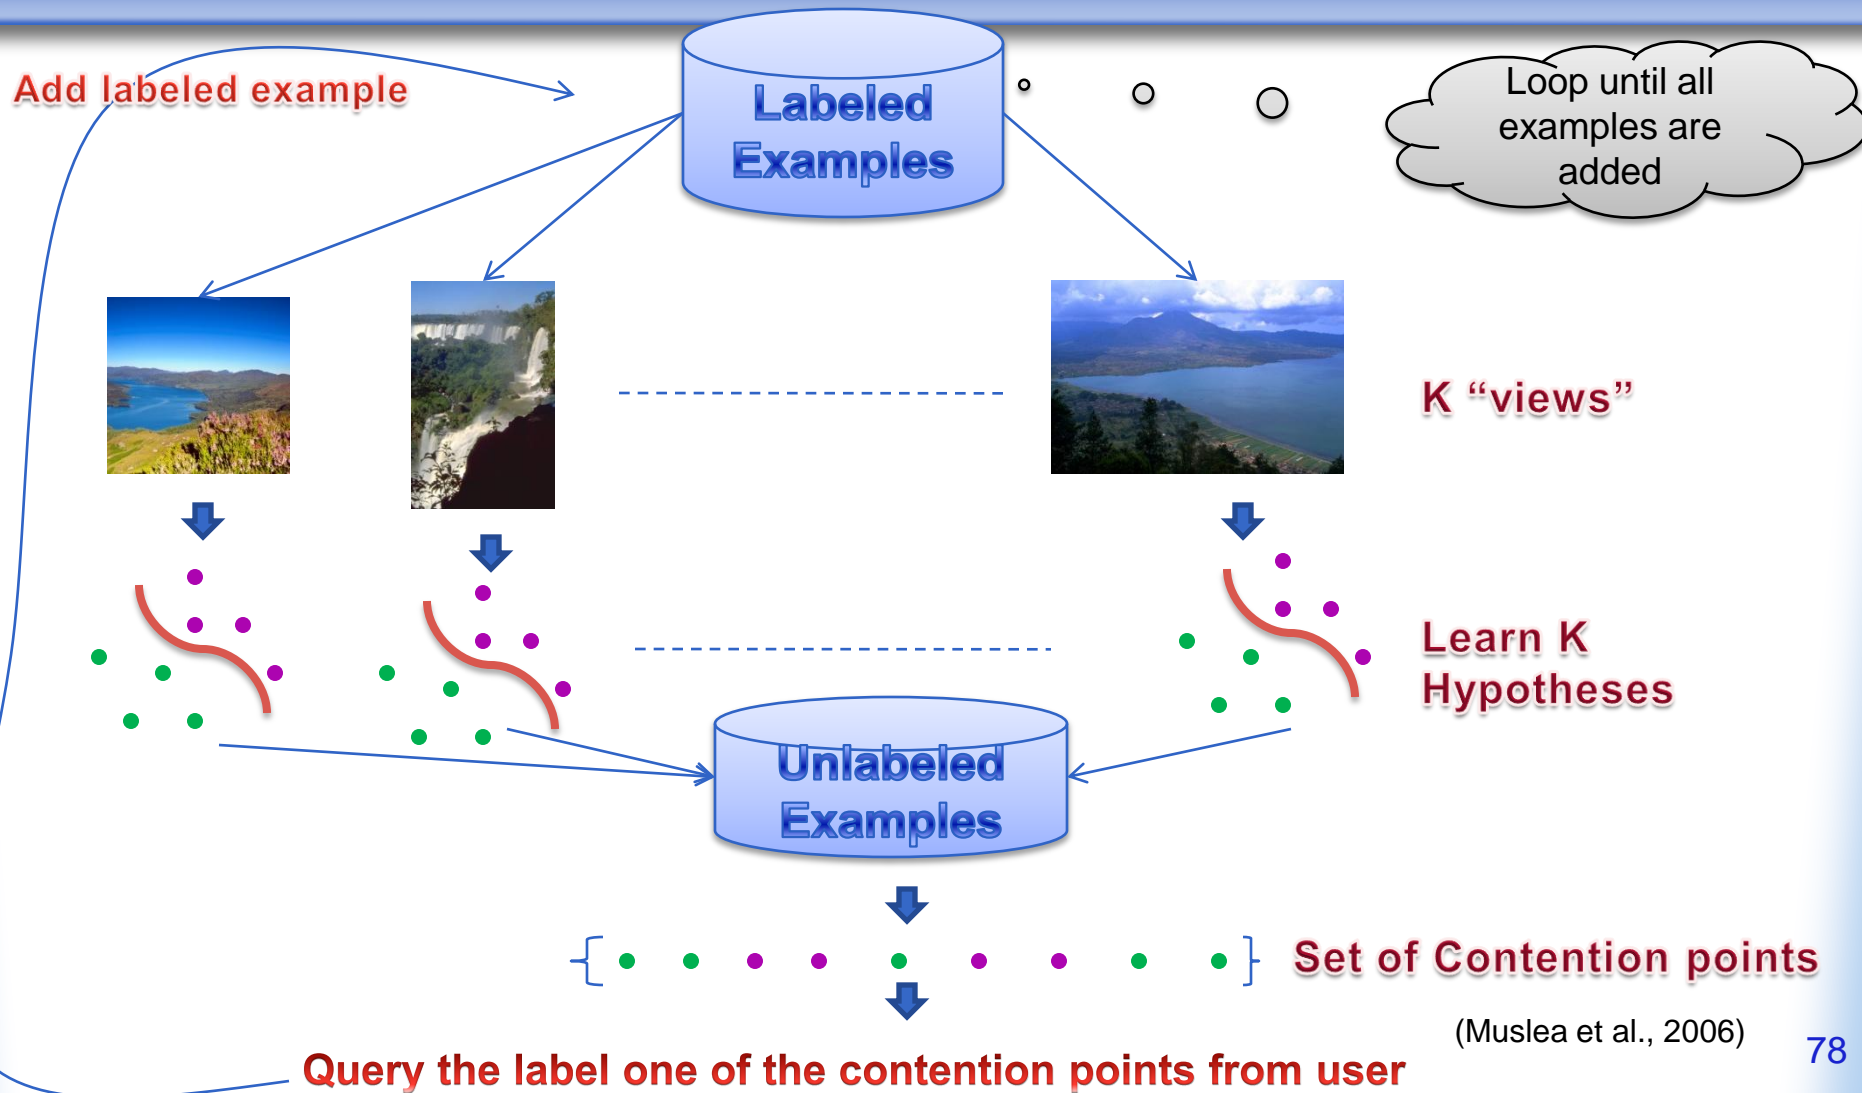 Add labeled example
Labeled
Examples
Loop until all
examples are
added
K “views”
Learn K
Hypotheses
Unlabeled
Examples
Set of Contention points
(Muslea et al., 2006)
78
Query the label one of the contention points from user